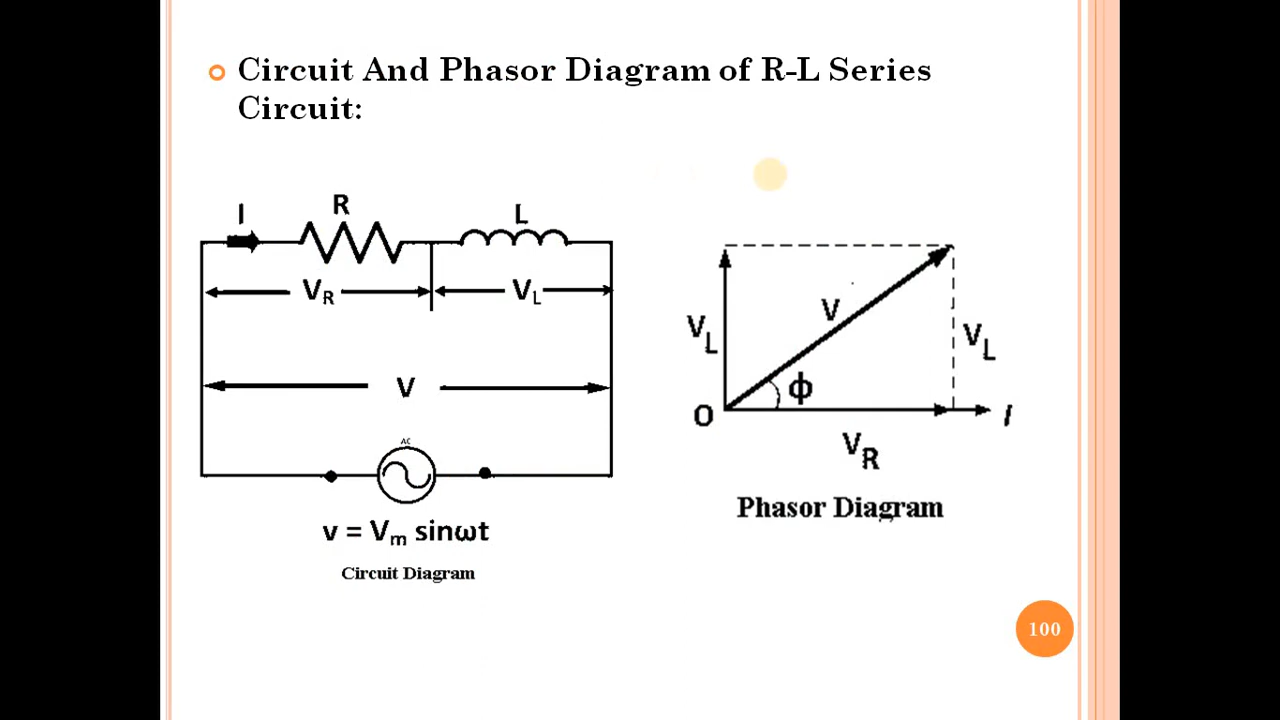 Circuit And Phasor Diagram of R-L Series
Circuit:
I
R
L
VR
VL
V
AC
v = Vm sinωt
Circuit Diagram
VL
V
VL
ϕ
O
I
VR
Phasor Diagram
100